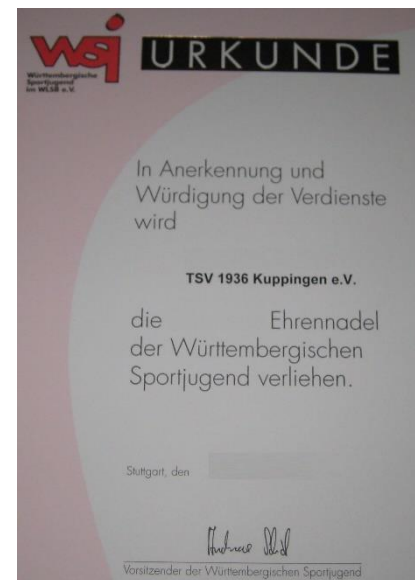 wsj URKUNDE
Württembergische
Sportjugend
im WLSB e.V.
In Anerkennung und
Würdigung der Verdienste
wird
TSV 1936 Kuppingen e.V.
die Ehrennadel
der Württembergischen
Sportjugend verliehen.
Stuttgart, den
Vorsitzender der Württembergischen Sportjugend